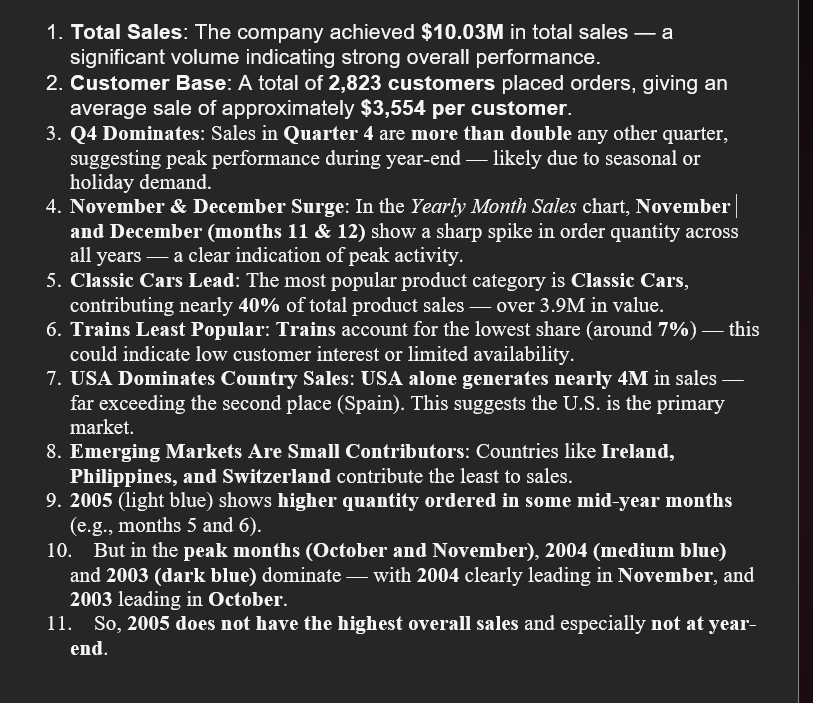 1. Total Sales: The company achieved $10.03M in total sales — a
significant volume indicating strong overall performance.
2. Customer Base: A total of 2,823 customers placed orders, giving an
average sale of approximately $3,554 per customer.
3. Q4 Dominates: Sales in Quarter 4 are more than double any other quarter,
suggesting peak performance during year-end — likely due to seasonal or
holiday demand.
4. November & December Surge: In the Yearly Month Sales chart, November
and December (months 11 & 12) show a sharp spike in order quantity across
all years — a clear indication of peak activity.
5. Classic Cars Lead: The most popular product category is Classic Cars,
contributing nearly 40% of total product sales — over 3.9M in value.
6. Trains Least Popular: Trains account for the lowest share (around 7%) — this
could indicate low customer interest or limited availability.
7. USA Dominates Country Sales: USA alone generates nearly 4M in sales —
far exceeding the second place (Spain). This suggests the U.S. is the primary
market.
8. Emerging Markets Are Small Contributors: Countries like Ireland,
Philippines, and Switzerland contribute the least to sales.
9. 2005 (light blue) shows higher quantity ordered in some mid-year months
(e.g., months 5 and 6).
10. But in the peak months (October and November), 2004 (medium blue)
and 2003 (dark blue) dominate — with 2004 clearly leading in November, and
2003 leading in October.
11. So, 2005 does not have the highest overall sales and especially not at year-
end.